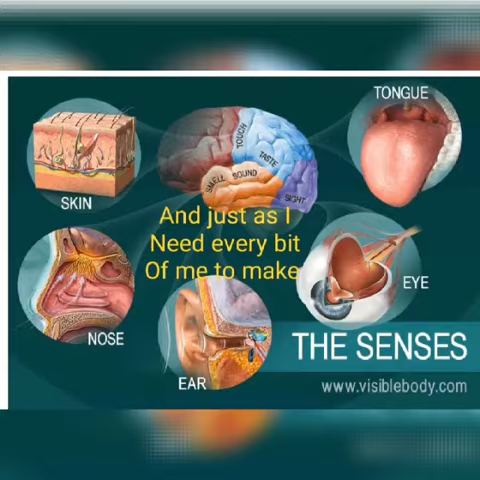 TONGUE
TOUCH
TASTE
SMELL
SOUND
SIGHT
SKIN
And just as I
Need every bit
Of me to make
EYE
NOSE
EAR
THE SENSES
www.visiblebody.com